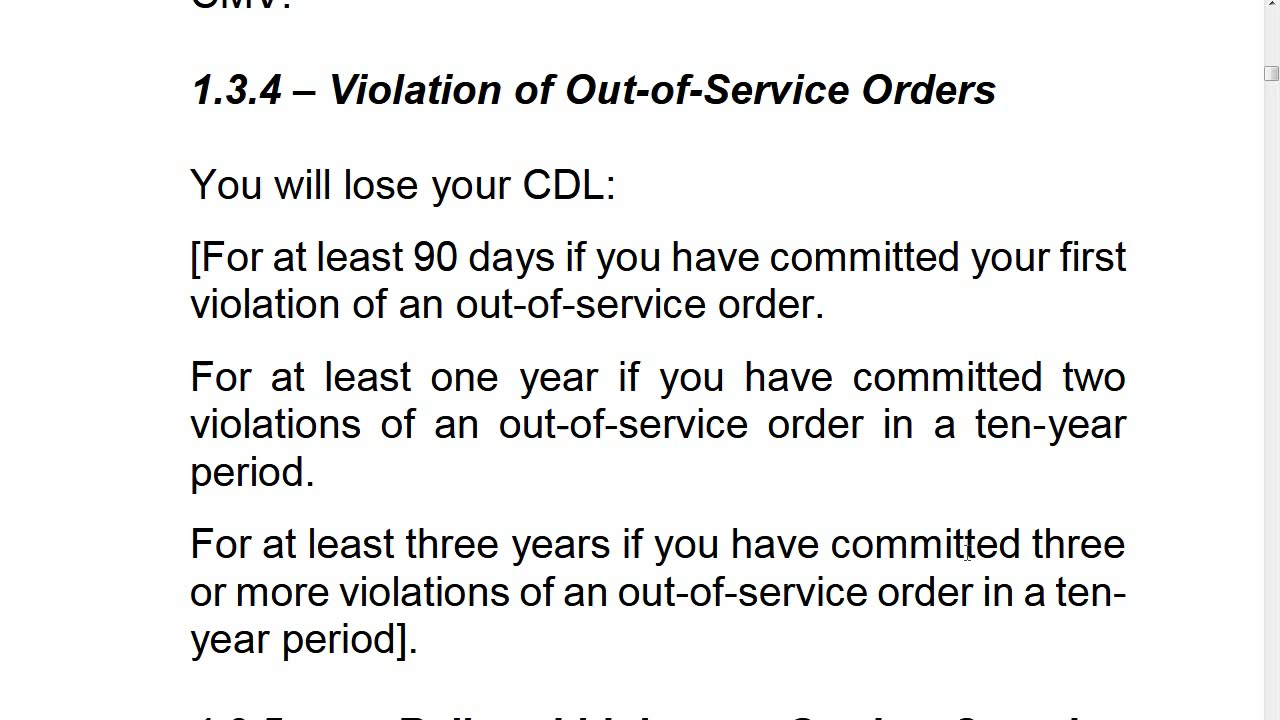 CMV.
1.3.4 – Violation of Out-of-Service Orders
You will lose your CDL:
[For at least 90 days if you have committed your first
violation of an out-of-service order.
For at least one year if you have committed two
violations of an out-of-service order in a ten-year
period.
For at least three years if you have committed three
or more violations of an out-of-service order in a ten-
year period].